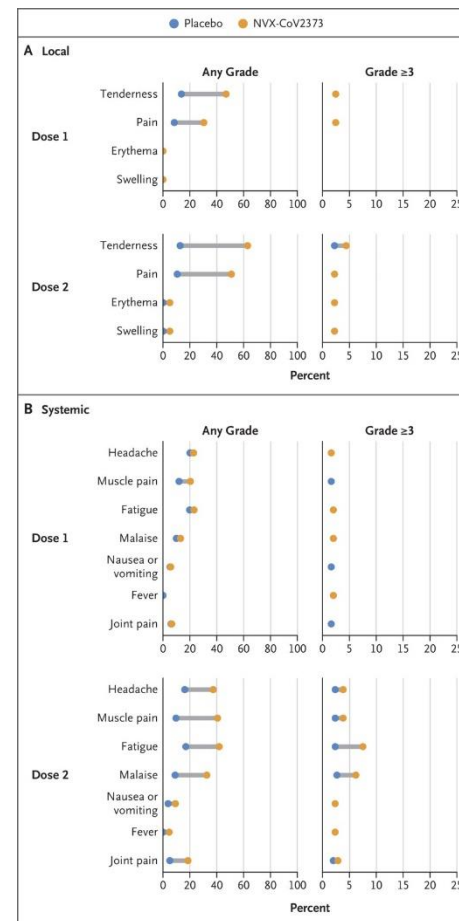 Placebo NVX-CoV2373
A Local
Any Grade Grade ≥3
Dose 1
Tenderness
Pain
Erythema
Swelling
0 20 40 60 80 100 0 5 10 15 20 25
Dose 2
Tenderness
Pain
Erythema
Swelling
0 20 40 60 80 100 0 5 10 15 20 25
Percent
B Systemic
Any Grade Grade ≥3
Dose 1
Headache
Muscle pain
Fatigue
Malaise
Nausea or
vomiting
Fever
Joint pain
0 20 40 60 80 100 0 5 10 15 20 25
Dose 2
Headache
Muscle pain
Fatigue
Malaise
Nausea or
vomiting
Fever
Joint pain
0 20 40 60 80 100 0 5 10 15 20 25
Percent